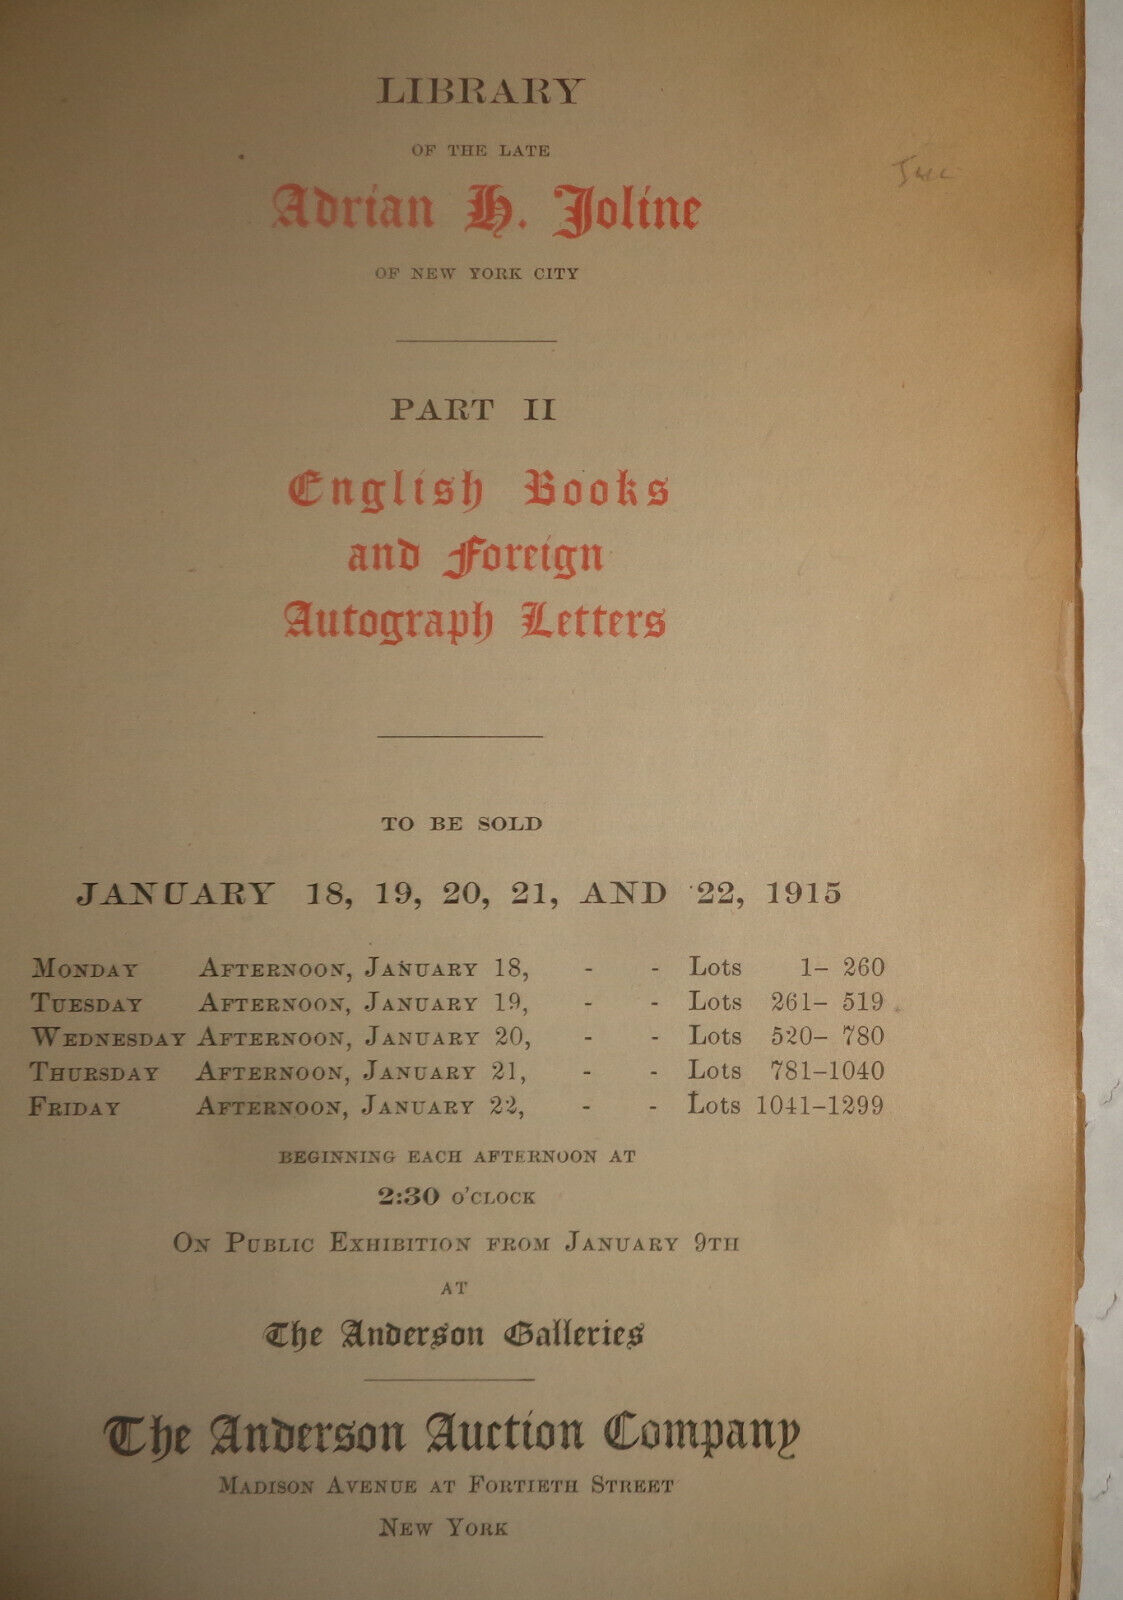 LIBRARY
OF THE LATE
Adrian H. Joline
OF NEW YORK CITY
PART II
English Books
and Foreign
Autograph Letters
TO BE SOLD
JANUARY 18, 19, 20, 21, AND 22, 1915
MONDAY AFTERNOON, JANUARY 18, - - Lots 1– 260
TUESDAY AFTERNOON, JANUARY 19, - - Lots 261– 519
WEDNESDAY AFTERNOON, JANUARY 20, - - Lots 520– 780
THURSDAY AFTERNOON, JANUARY 21, - - Lots 781–1040
FRIDAY AFTERNOON, JANUARY 22, - - Lots 1041–1299
BEGINNING EACH AFTERNOON AT
2:30 O'CLOCK
ON PUBLIC EXHIBITION FROM JANUARY 9TH
AT
The Anderson Galleries
The Anderson Auction Company
MADISON AVENUE AT FORTIETH STREET
NEW YORK